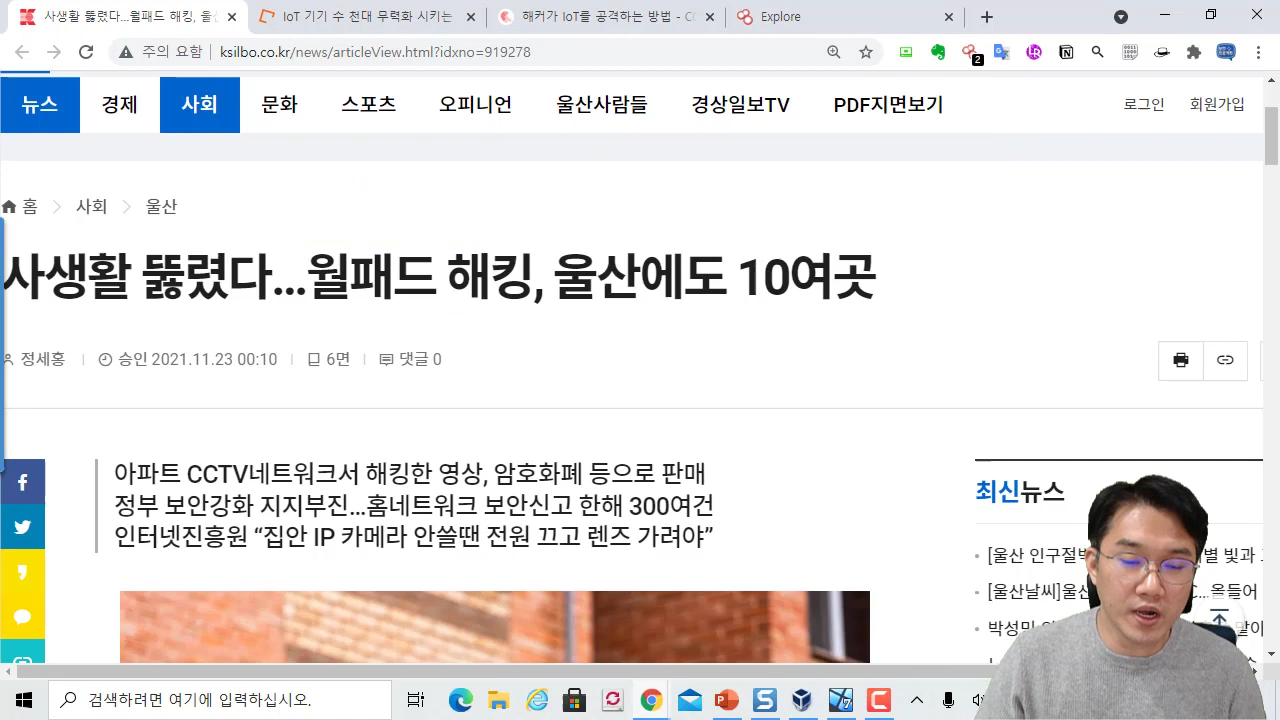 사생활 뚫렸다...월패드 해킹, 울
IoT 기기 수 천대 무력화 시키는
해커가 IoT를 공격하는 방법 - CC
Explore
주의 요함
ksilbo.co.kr/news/articleView.html?idxno=919278
2
뉴스
경제
사회
문화
스포츠
오피니언
울산사람들
경상일보TV
PDF지면보기
로그인
회원가입
홈
사회
울산
사생활 뚫렸다...월패드 해킹, 울산에도 10여곳
정세홍
승인 2021.11.23 00:10
6면
댓글 0
아파트 CCTV네트워크서 해킹한 영상, 암호화폐 등으로 판매
정부 보안강화 지지부진...홈네트워크 보안신고 한해 300여건
인터넷진흥원 “집안 IP 카메라 안쓸땐 전원 끄고 렌즈 가려야”
최신뉴스
[울산 인구절벽
별 빛과
[울산날씨]울산
올들어
박성민
검색하려면 여기에 입력하십시오.